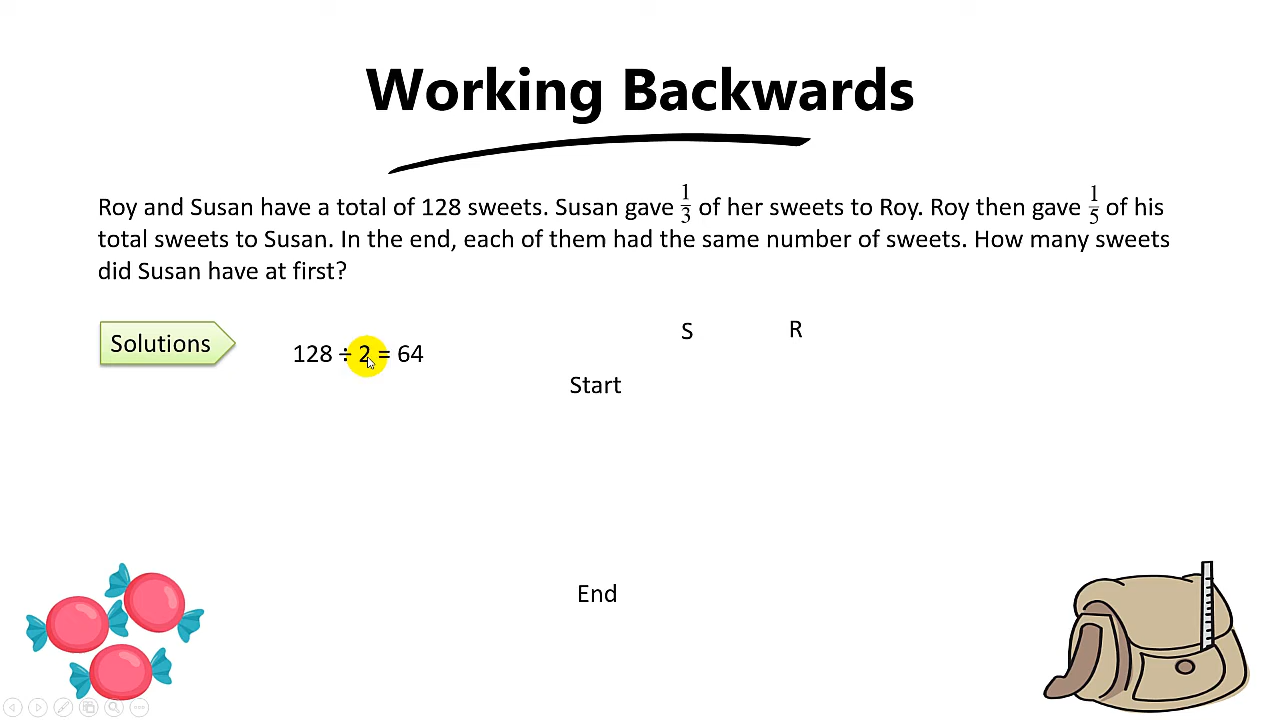 Working Backwards
Roy and Susan have a total of 128 sweets. Susan gave 1/3 of her sweets to Roy. Roy then gave 1/5 of his
total sweets to Susan. In the end, each of them had the same number of sweets. How many sweets
did Susan have at first?
Solutions
128 ÷ 2 = 64
S R
Start
End